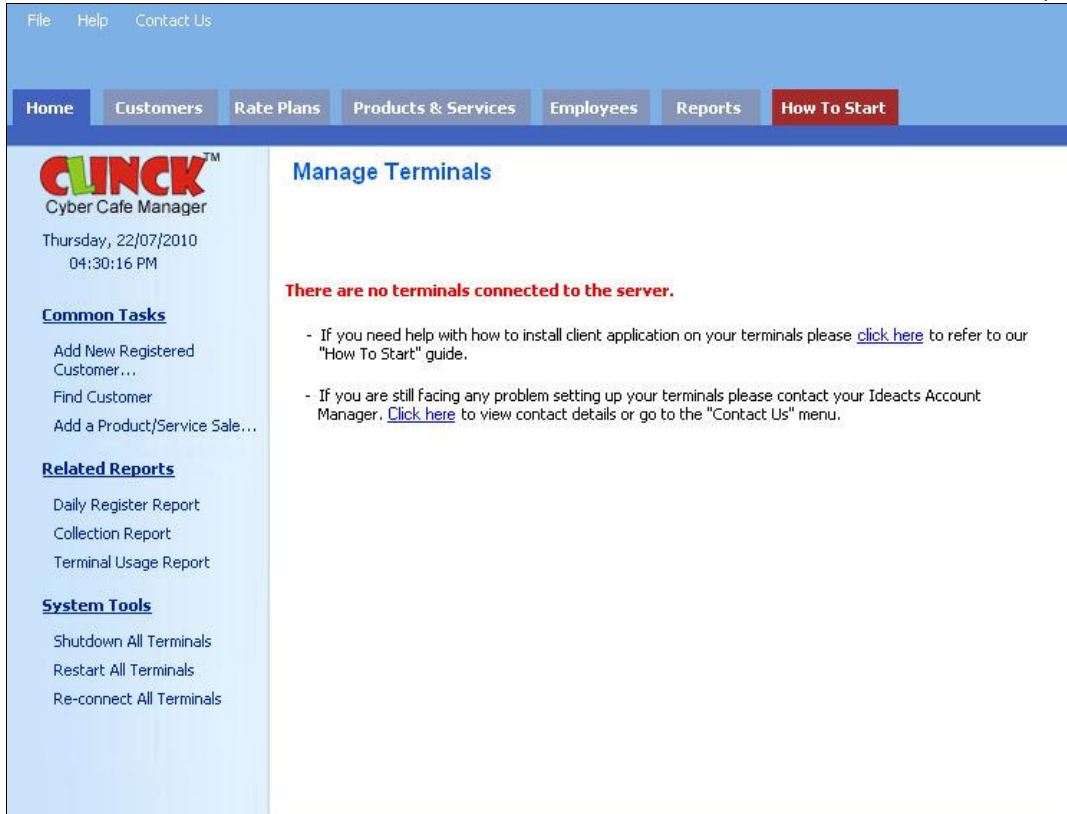 File Help Contact Us
Home Customers Rate Plans Products & Services Employees Reports How To Start
CLINCK™
Cyber Cafe Manager
Thursday, 22/07/2010
04:30:16 PM
Common Tasks
Add New Registered
Customer...
Find Customer
Add a Product/Service Sale...
Related Reports
Daily Register Report
Collection Report
Terminal Usage Report
System Tools
Shutdown All Terminals
Restart All Terminals
Re-connect All Terminals
Manage Terminals
There are no terminals connected to the server.
- If you need help with how to install client application on your terminals please click here to refer to our
"How To Start" guide.
- If you are still facing any problem setting up your terminals please contact your Ideacts Account
Manager. Click here to view contact details or go to the "Contact Us" menu.